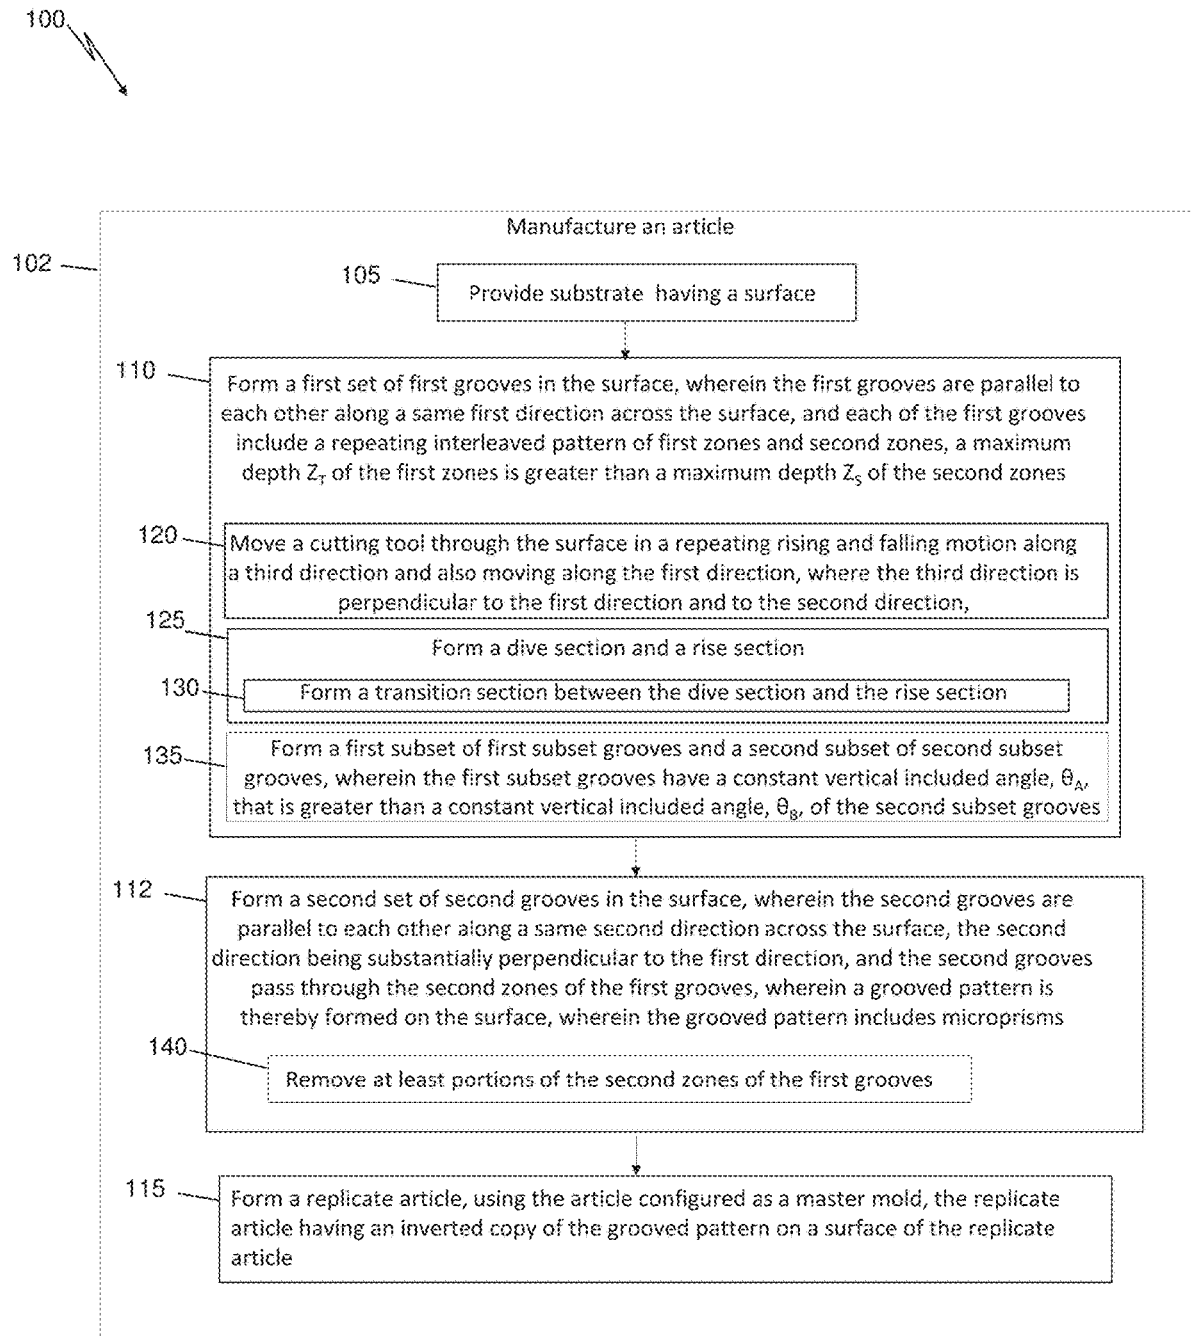 100
Manufacture an article
102
105
Provide substrate having a surface
110
Form a first set of first grooves in the surface, wherein the first grooves are parallel to
each other along a same first direction across the surface, and each of the first grooves
include a repeating interleaved pattern of first zones and second zones, a maximum
depth Z_T of the first zones is greater than a maximum depth Z_S of the second zones
120
Move a cutting tool through the surface in a repeating rising and falling motion along
a third direction and also moving along the first direction, where the third direction is
perpendicular to the first direction and to the second direction,
125
Form a dive section and a rise section
130
Form a transition section between the dive section and the rise section
135
Form a first subset of first subset grooves and a second subset of second subset
grooves, wherein the first subset grooves have a constant vertical included angle, θ_A,
that is greater than a constant vertical included angle, θ_B, of the second subset grooves
112
Form a second set of second grooves in the surface, wherein the second grooves are
parallel to each other along a same second direction across the surface, the second
direction being substantially perpendicular to the first direction, and the second grooves
pass through the second zones of the first grooves, wherein a grooved pattern is
thereby formed on the surface, wherein the grooved pattern includes microprisms
140
Remove at least portions of the second zones of the first grooves
115
Form a replicate article, using the article configured as a master mold, the replicate
article having an inverted copy of the grooved pattern on a surface of the replicate
article